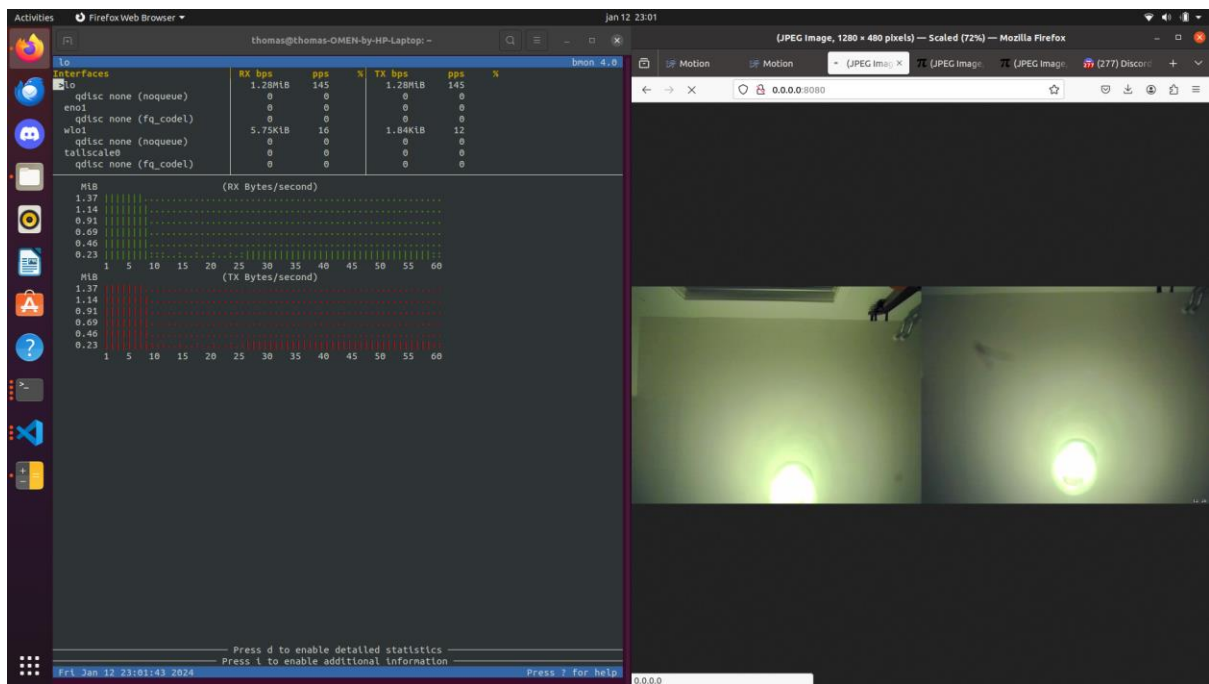 Activities Firefox Web Browser jan 12 23:01
thomas@thomas-OMEN-by-HP-Laptop: ~
lo bmon 4.0
Interfaces RX bps pps % TX bps pps %
>lo 1.28MiB 145 1.28MiB 145
qdisc none (noqueue) 0 0 0 0
eno1 0 0 0 0
qdisc none (fq_codel) 0 0 0 0
wlo1 5.75KiB 16 1.84KiB 12
qdisc none (noqueue) 0 0 0 0
tailscale0 0 0 0 0
qdisc none (fq_codel) 0 0 0 0
MiB (RX Bytes/second)
1.37
1.14
0.91
0.69
0.46
0.23
1 5 10 15 20 25 30 35 40 45 50 55 60
MiB (TX Bytes/second)
1.37
1.14
0.91
0.69
0.46
0.23
1 5 10 15 20 25 30 35 40 45 50 55 60
Press d to enable detailed statistics
Press i to enable additional information
Fri Jan 12 23:01:43 2024 Press ? for help
(JPEG Image, 1280 × 480 pixels) — Scaled (72%) — Mozilla Firefox
Motion Motion (JPEG Imag (JPEG Image, (JPEG Image, (277) Discord
0.0.0.0:8080
0.0.0.0